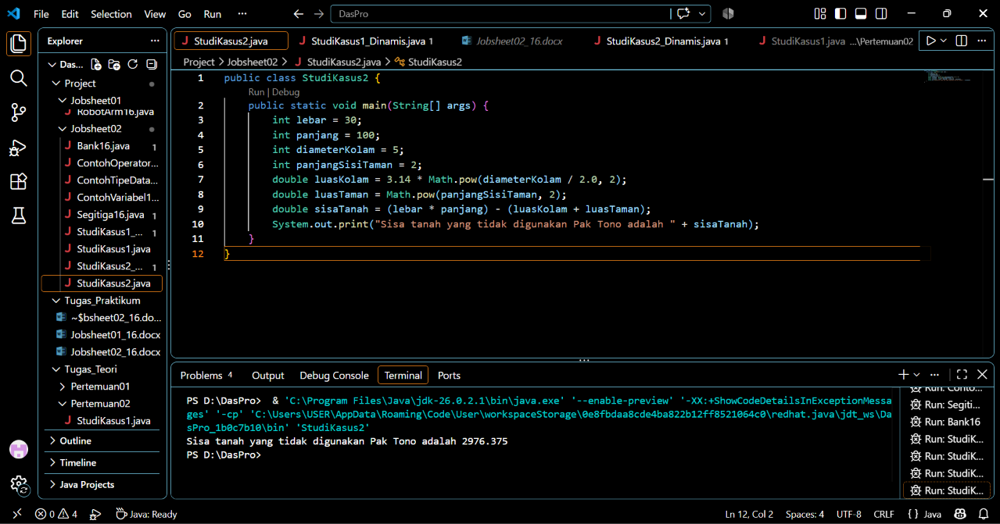 File Edit Selection View Go Run ··· DasPro
Explorer ···
Das...
Project
Jobsheet01
RobotArm16.java
Jobsheet02
Bank16.java 1
ContohOperator...
ContohTipeData...
ContohVariabel1...
Segitiga16.java 1
StudiKasus1_... 1
StudiKasus1.java
StudiKasus2_... 1
StudiKasus2.java
Tugas_Praktikum
~$bsheet02_16.do...
Jobsheet01_16.docx
Jobsheet02_16.docx
Tugas_Teori
Pertemuan01
Pertemuan02
StudiKasus1.java
Outline
Timeline
Java Projects
StudiKasus2.java StudiKasus1_Dinamis.java 1 Jobsheet02_16.docx StudiKasus2_Dinamis.java 1 StudiKasus1.java ...\Pertemuan02
Project > Jobsheet02 > StudiKasus2.java > StudiKasus2
1 public class StudiKasus2 {
Run | Debug
2 public static void main(String[] args) {
3 int lebar = 30;
4 int panjang = 100;
5 int diameterKolam = 5;
6 int panjangSisiTaman = 2;
7 double luasKolam = 3.14 * Math.pow(diameterKolam / 2.0, 2);
8 double luasTaman = Math.pow(panjangSisiTaman, 2);
9 double sisaTanah = (lebar * panjang) - (luasKolam + luasTaman);
10 System.out.print("Sisa tanah yang tidak digunakan Pak Tono adalah " + sisaTanah);
11 }
12 }
Problems 4 Output Debug Console Terminal Ports
PS D:\DasPro> & 'C:\Program Files\Java\jdk-26.0.2.1\bin\java.exe' '--enable-preview' '-XX:+ShowCodeDetailsInExceptionMessa
ges' '-cp' 'C:\Users\USER\AppData\Roaming\Code\User\workspaceStorage\0e8fbdaa8cde4ba822b12ff8521064c0\redhat.java\jdt_ws\Da
sPro_1b0c7b10\bin' 'StudiKasus2'
Sisa tanah yang tidak digunakan Pak Tono adalah 2976.375
PS D:\DasPro>
Run: Conto...
Run: Segiti...
Run: Bank16
Run: StudiK...
Run: StudiK...
Run: StudiK...
Run: StudiK...
0 4 Java: Ready Ln 12, Col 2 Spaces: 4 UTF-8 CRLF { } Java